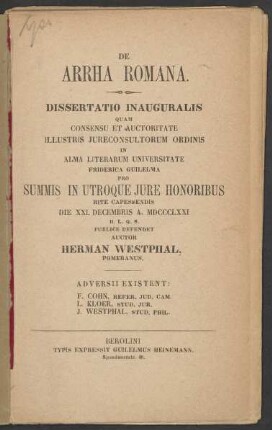 DE
ARRHA ROMANA.
DISSERTATIO INAUGURALIS
QUAM
CONSENSU ET AUCTORITATE
ILLUSTRIS JURECONSULTORUM ORDINIS
IN
ALMA LITERARUM UNIVERSITATE
FRIDERICA GUILELMA
PRO
SUMMIS IN UTROQUE JURE HONORIBUS
RITE CAPESSENDIS
DIE XXI. DECEMBRIS A. MDCCCLXXI
H. L. Q. S.
PUBLICE DEFENDET
AUCTOR
HERMAN WESTPHAL,
POMERANUS.
ADVERSII EXISTENT:
F. COHN, REFER. JUD. CAM.
L. KLOER, STUD. JUR.
J. WESTPHAL, STUD. PHIL.
BEROLINI
TYPIS EXPRESSIT GUILELMUS HEINEMANN.